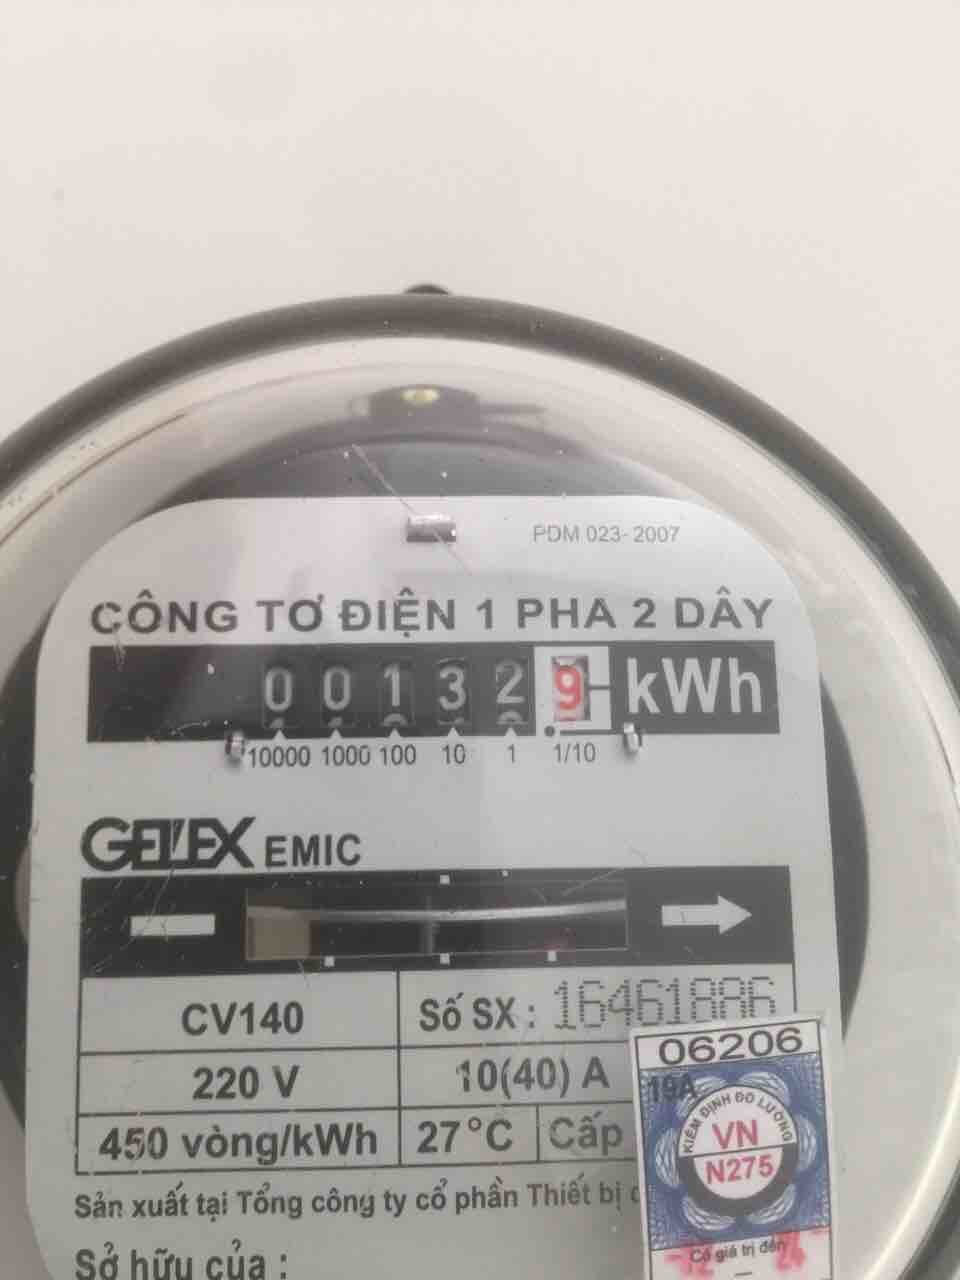 PDM 023-2007
CÔNG TƠ ĐIỆN 1 PHA 2 DÂY
0 0 1 3 2 9 kWh
10000 1000 100 10 1 1/10
GELEX EMIC
CV140 Số SX : 16461886
220 V 10(40) A
450 vòng/kWh 27°C Cấp
Sản xuất tại Tổng công ty cổ phần Thiết bị
Sở hữu của :
06206
19A
KIỂM ĐỊNH ĐO LƯỜNG
VN
N275
Có giá trị đến